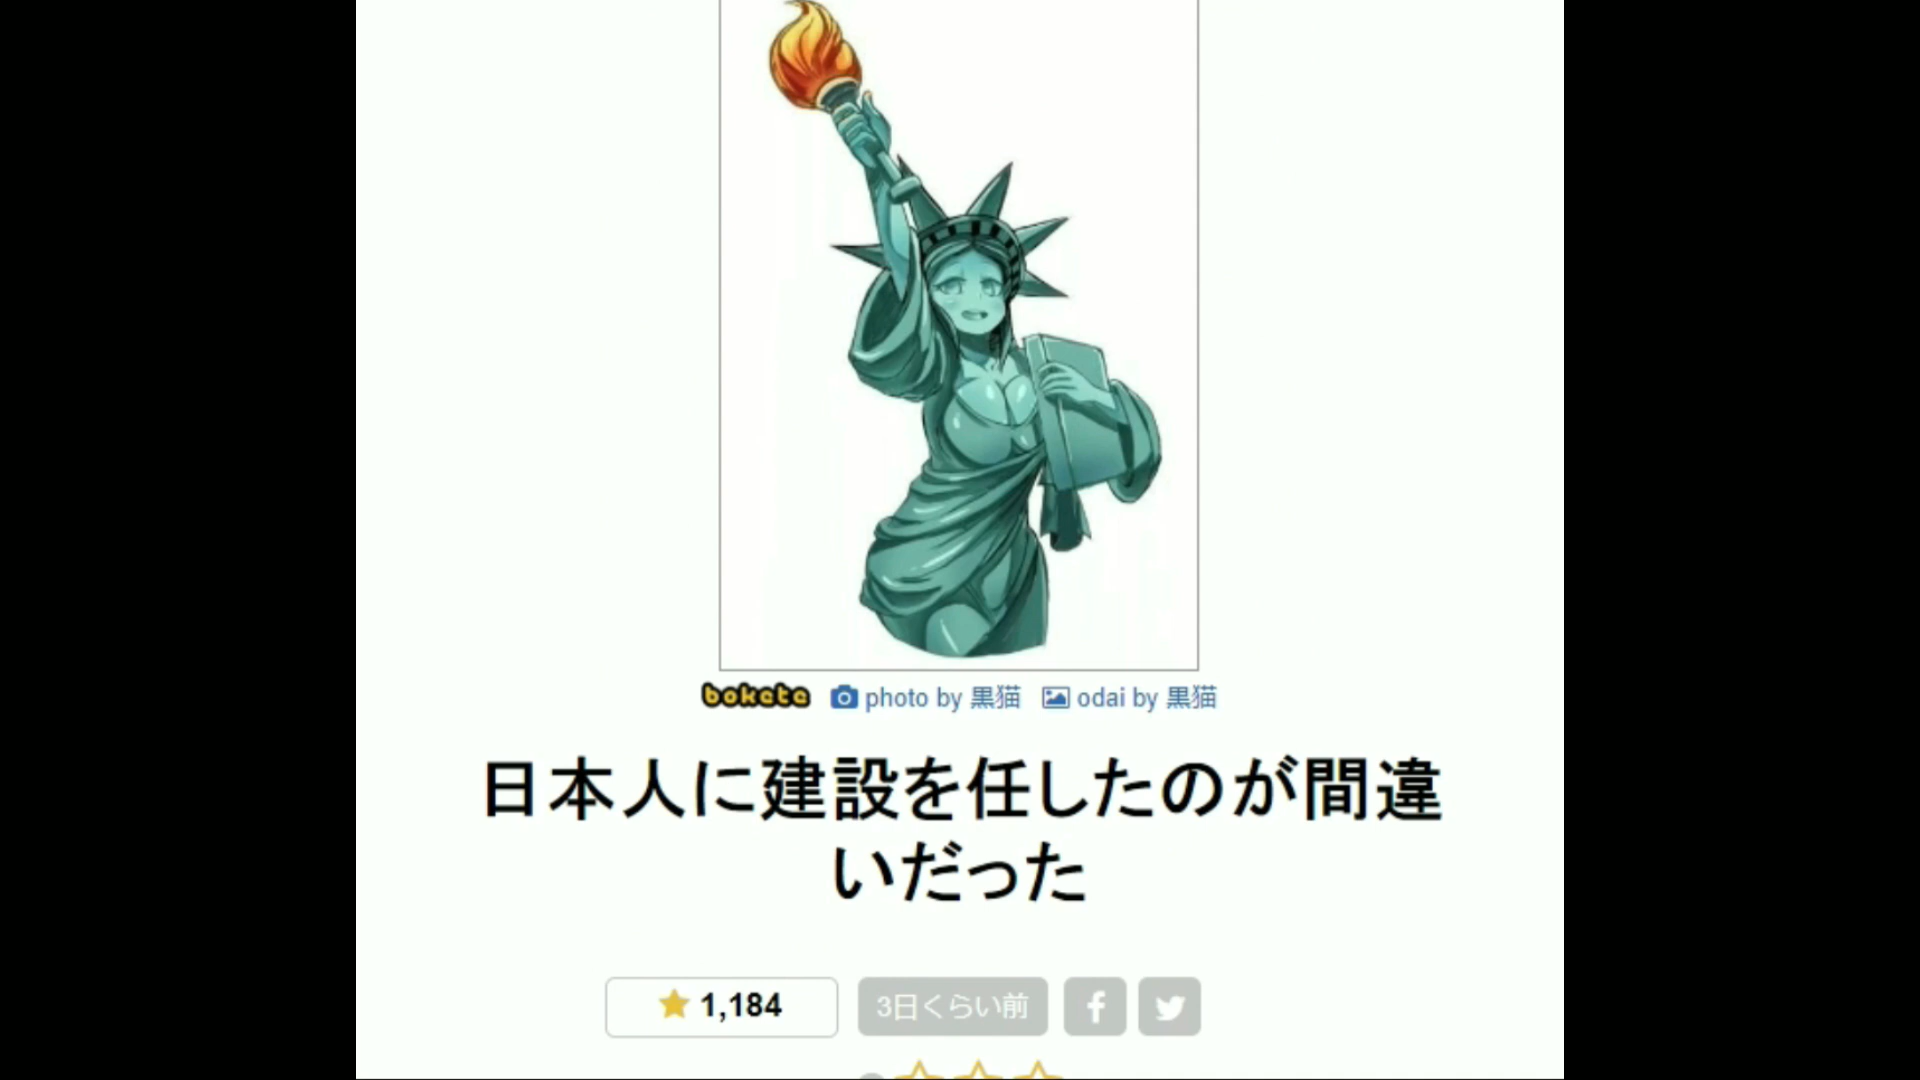 bokete photo by 黒猫 odai by 黒猫
日本人に建設を任したのが間違
いだった
1,184 3日くらい前